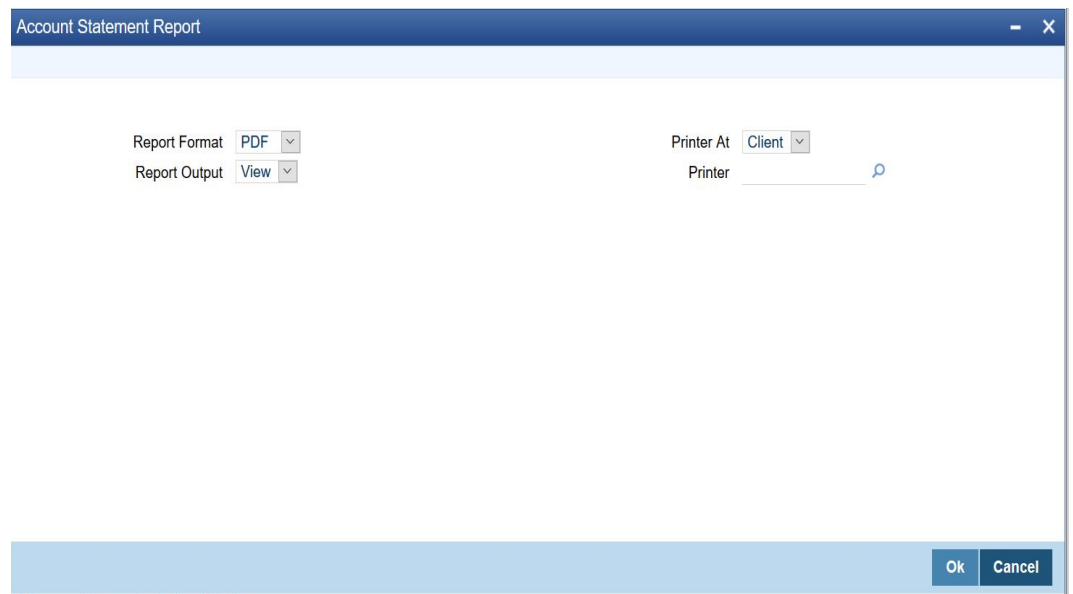 Account Statement Report
Report Format PDF Printer At Client
Report Output View Printer
Ok Cancel